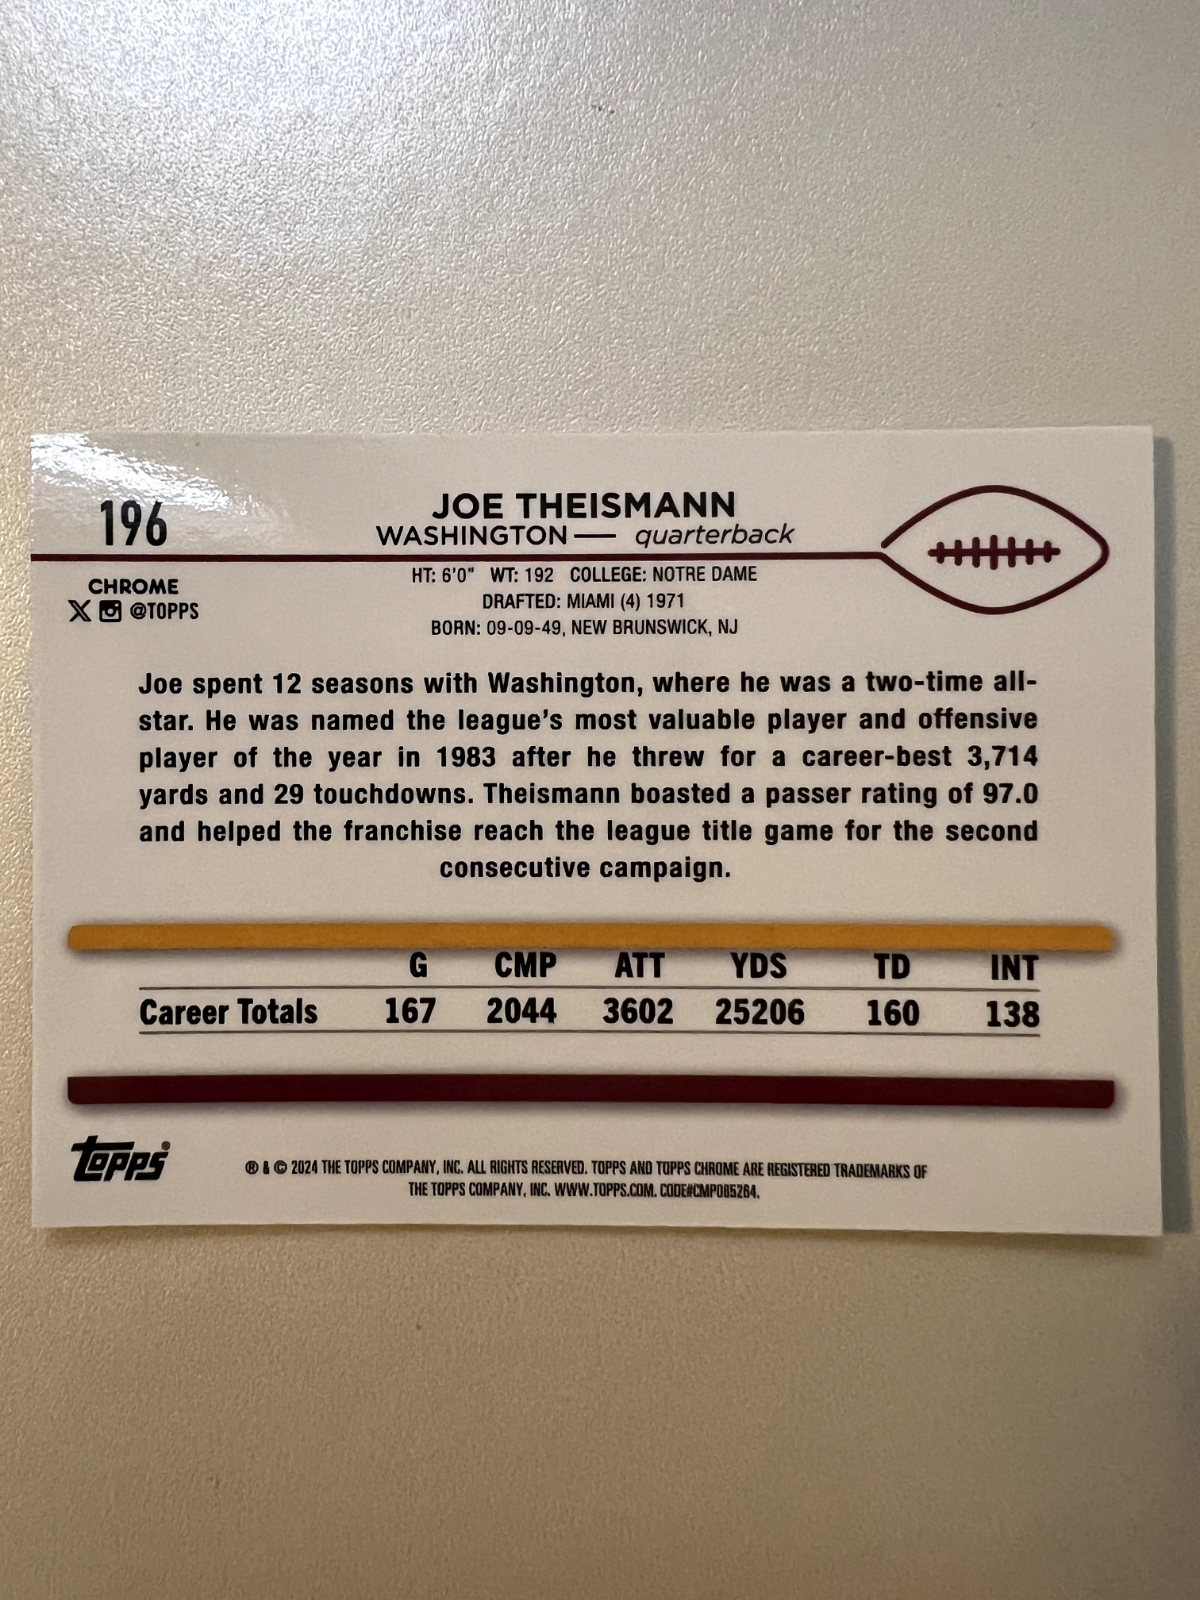 196
JOE THEISMANN
WASHINGTON — quarterback
CHROME
X @TOPPS
HT: 6'0" WT: 192 COLLEGE: NOTRE DAME
DRAFTED: MIAMI (4) 1971
BORN: 09-09-49, NEW BRUNSWICK, NJ
Joe spent 12 seasons with Washington, where he was a two-time all-
star. He was named the league's most valuable player and offensive
player of the year in 1983 after he threw for a career-best 3,714
yards and 29 touchdowns. Theismann boasted a passer rating of 97.0
and helped the franchise reach the league title game for the second
consecutive campaign.
G CMP ATT YDS TD INT
Career Totals 167 2044 3602 25206 160 138
Topps
® & © 2024 THE TOPPS COMPANY, INC. ALL RIGHTS RESERVED. TOPPS AND TOPPS CHROME ARE REGISTERED TRADEMARKS OF
THE TOPPS COMPANY, INC. WWW.TOPPS.COM. CODE#CMP085264.